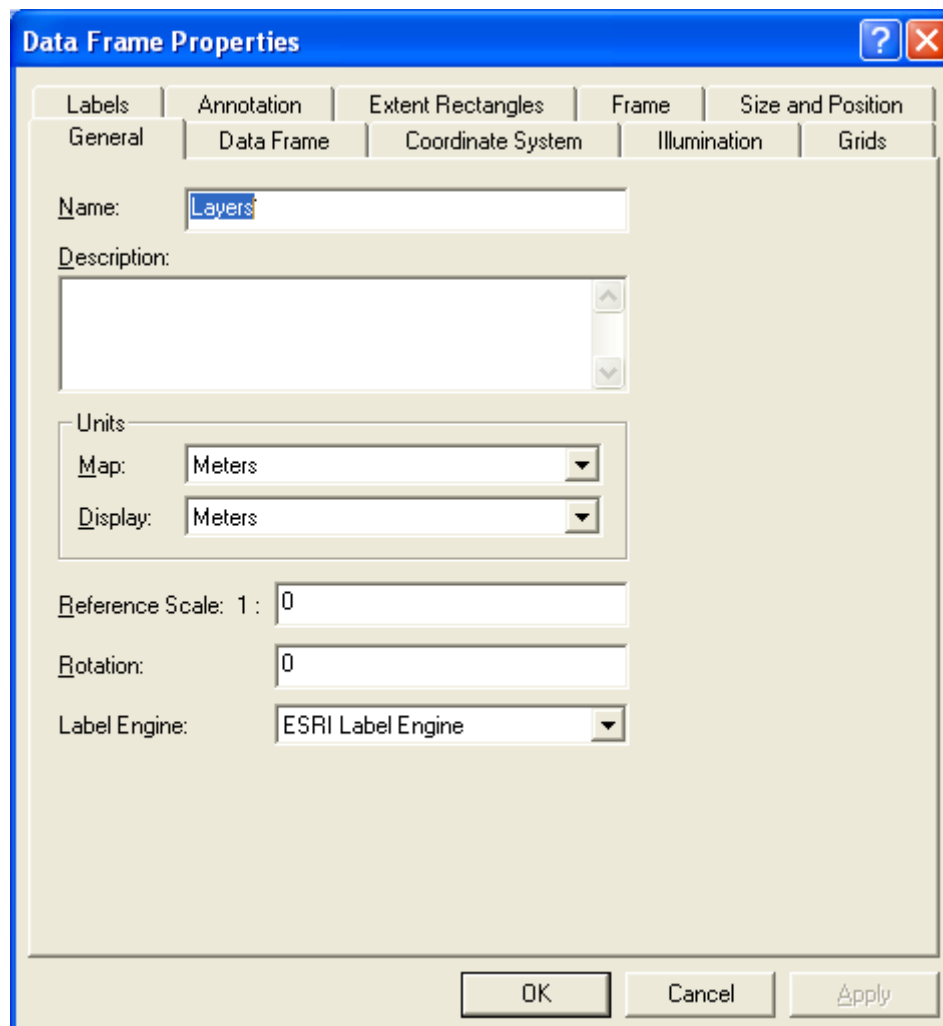 Data Frame Properties
Labels Annotation Extent Rectangles Frame Size and Position
General Data Frame Coordinate System Illumination Grids
Name: Layers
Description:
Units
Map: Meters
Display: Meters
Reference Scale: 1 : 0
Rotation: 0
Label Engine: ESRI Label Engine
OK Cancel Apply